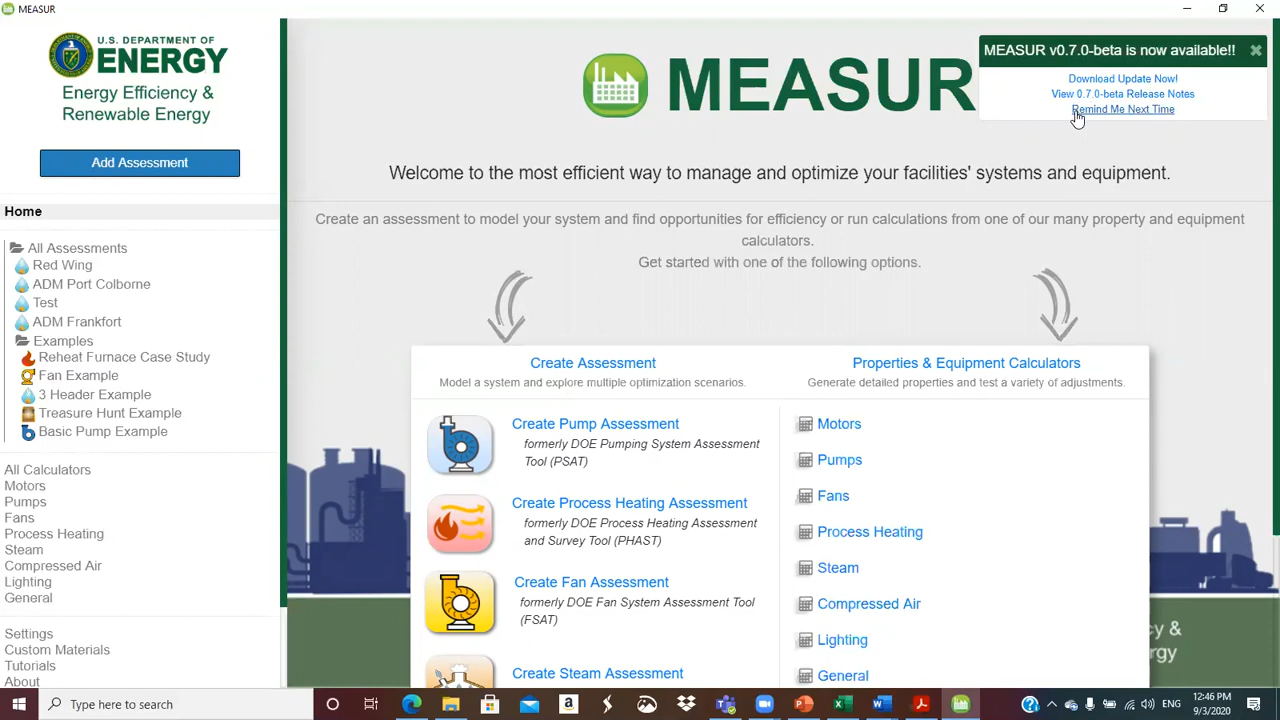 MEASUR
U.S. DEPARTMENT OF
ENERGY
Energy Efficiency &
Renewable Energy
Add Assessment
Home
All Assessments
Red Wing
ADM Port Colborne
Test
ADM Frankfort
Examples
Reheat Furnace Case Study
Fan Example
3 Header Example
Treasure Hunt Example
Basic Pump Example
All Calculators
Motors
Pumps
Fans
Process Heating
Steam
Compressed Air
Lighting
General
Settings
Custom Materials
Tutorials
About
MEASUR
MEASUR v0.7.0-beta is now available!!
Download Update Now!
View 0.7.0-beta Release Notes
Remind Me Next Time
Welcome to the most efficient way to manage and optimize your facilities' systems and equipment.
Create an assessment to model your system and find opportunities for efficiency or run calculations from one of our many property and equipment
calculators.
Get started with one of the following options.
Create Assessment
Model a system and explore multiple optimization scenarios.
Create Pump Assessment
formerly DOE Pumping System Assessment
Tool (PSAT)
Create Process Heating Assessment
formerly DOE Process Heating Assessment
and Survey Tool (PHAST)
Create Fan Assessment
formerly DOE Fan System Assessment Tool
(FSAT)
Create Steam Assessment
Properties & Equipment Calculators
Generate detailed properties and test a variety of adjustments.
Motors
Pumps
Fans
Process Heating
Steam
Compressed Air
Lighting
General
Type here to search
12:46 PM
9/3/2020